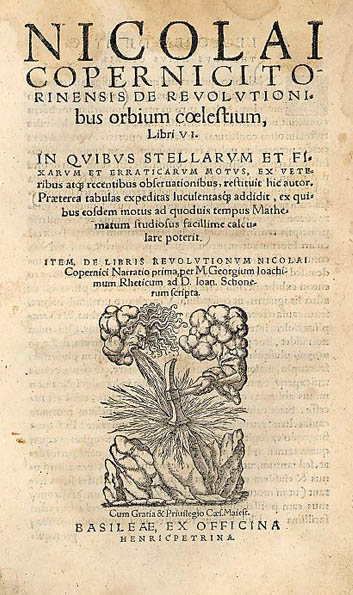 NICOLAI
COPERNICI TO-
RINENSIS DE REVOLVTIONI-
bus orbium cœlestium,
Libri VI.
IN QVIBVS STELLARVM ET FI-
XARVM ET ERRATICARVM MOTVS, EX VETE-
ribus atq; recentibus obseruationibus, restituit hic autor.
Præterea tabulas expeditas luculentasq; addidit, ex qui-
bus eosdem motus ad quoduis tempus Mathe-
matum studiosus facillime calcu-
lare poterit.
ITEM, DE LIBRIS REVOLVTIONVM NICOLAI
Copernici Narratio prima, per M. Georgium Ioachi-
mum Rheticum ad D. Ioan. Schone-
rum scripta.
Cum Gratia & Priuilegio Cæs. Maiest.
BASILEAE, EX OFFICINA
HENRICPETRINA.